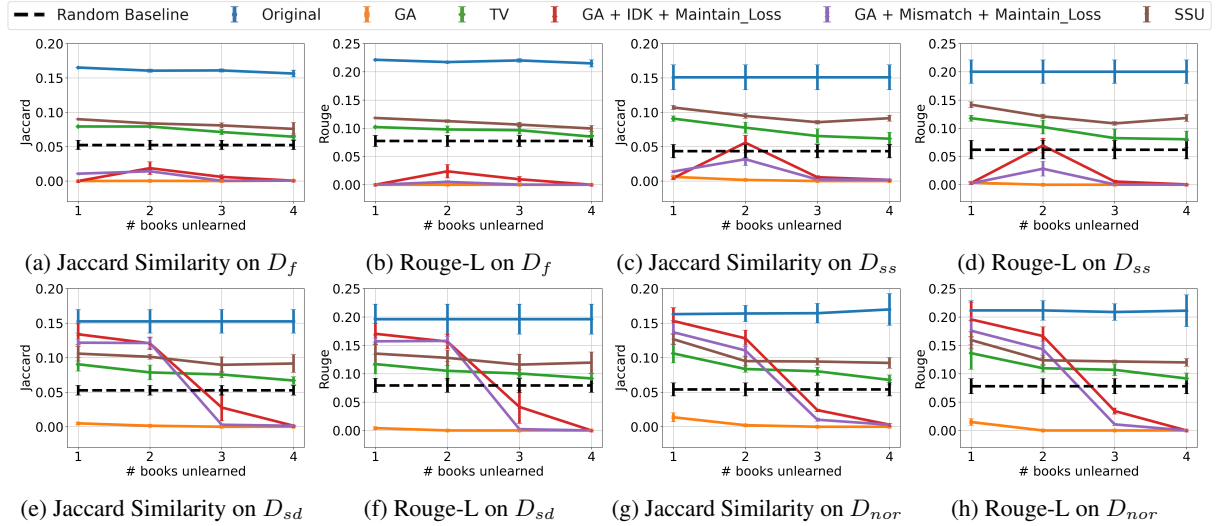 Random Baseline Original GA TV GA + IDK + Maintain_Loss GA + Mismatch + Maintain_Loss SSU
0.20 0.15 0.10 0.05 0.00 Jaccard 1 2 3 4 # books unlearned
0.25 0.20 0.15 0.10 0.05 0.00 Rouge 1 2 3 4 # books unlearned
0.20 0.15 0.10 0.05 0.00 Jaccard 1 2 3 4 # books unlearned
0.25 0.20 0.15 0.10 0.05 0.00 Rouge 1 2 3 4 # books unlearned
(a) Jaccard Similarity on D_f (b) Rouge-L on D_f (c) Jaccard Similarity on D_ss (d) Rouge-L on D_ss
0.20 0.15 0.10 0.05 0.00 Jaccard 1 2 3 4 # books unlearned
0.25 0.20 0.15 0.10 0.05 0.00 Rouge 1 2 3 4 # books unlearned
0.20 0.15 0.10 0.05 0.00 Jaccard 1 2 3 4 # books unlearned
0.25 0.20 0.15 0.10 0.05 0.00 Rouge 1 2 3 4 # books unlearned
(e) Jaccard Similarity on D_sd (f) Rouge-L on D_sd (g) Jaccard Similarity on D_nor (h) Rouge-L on D_nor